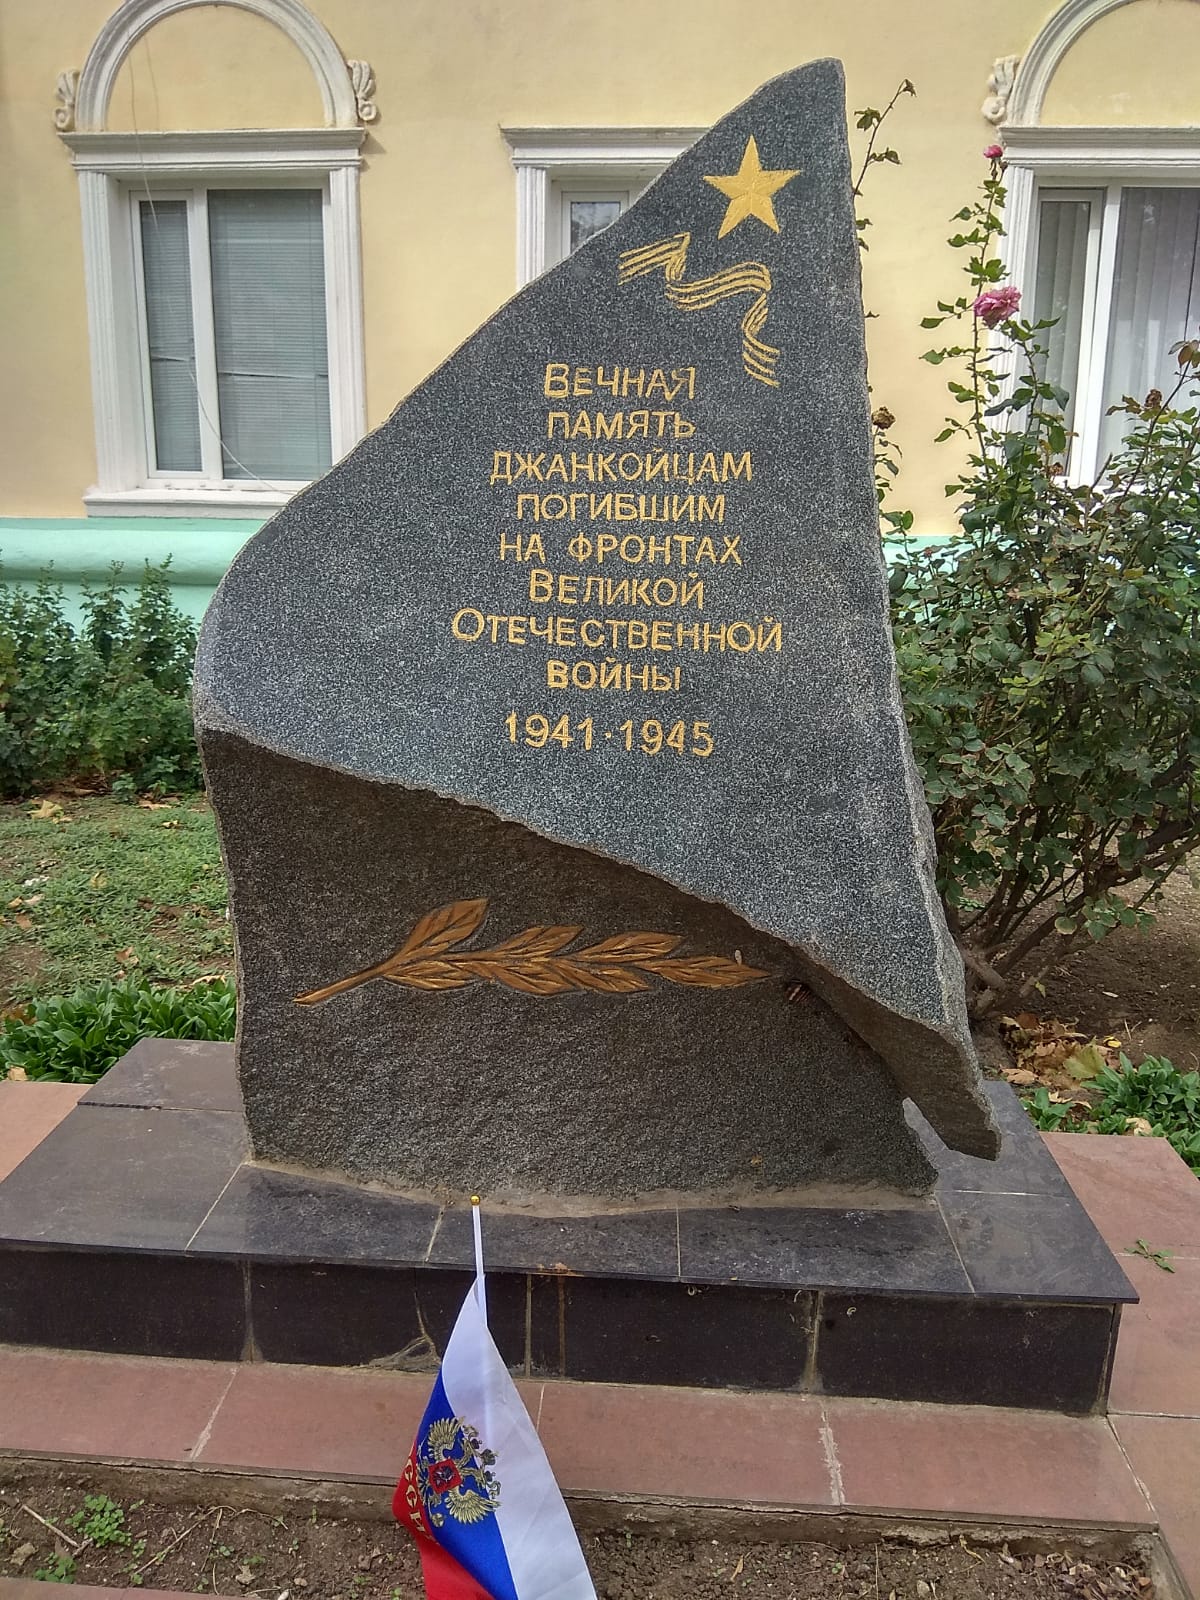 Вечная
память
джанкойцам
погибшим
на фронтах
Великой
Отечественной
войны
1941·1945